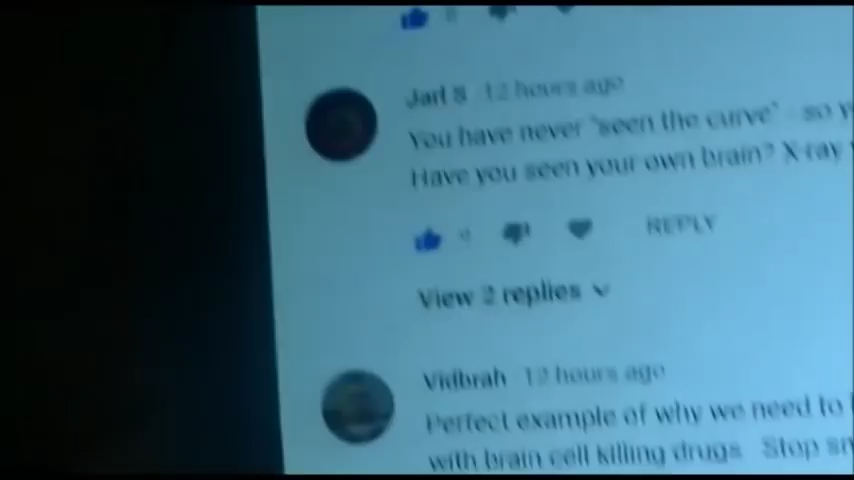 Jarl S 12 hours ago
You have never "seen the curve" - so y
Have you seen your own brain? X-ray
REPLY
View 2 replies
Vidbrah 12 hours ago
Perfect example of why we need to
with brain cell killing drugs. Stop